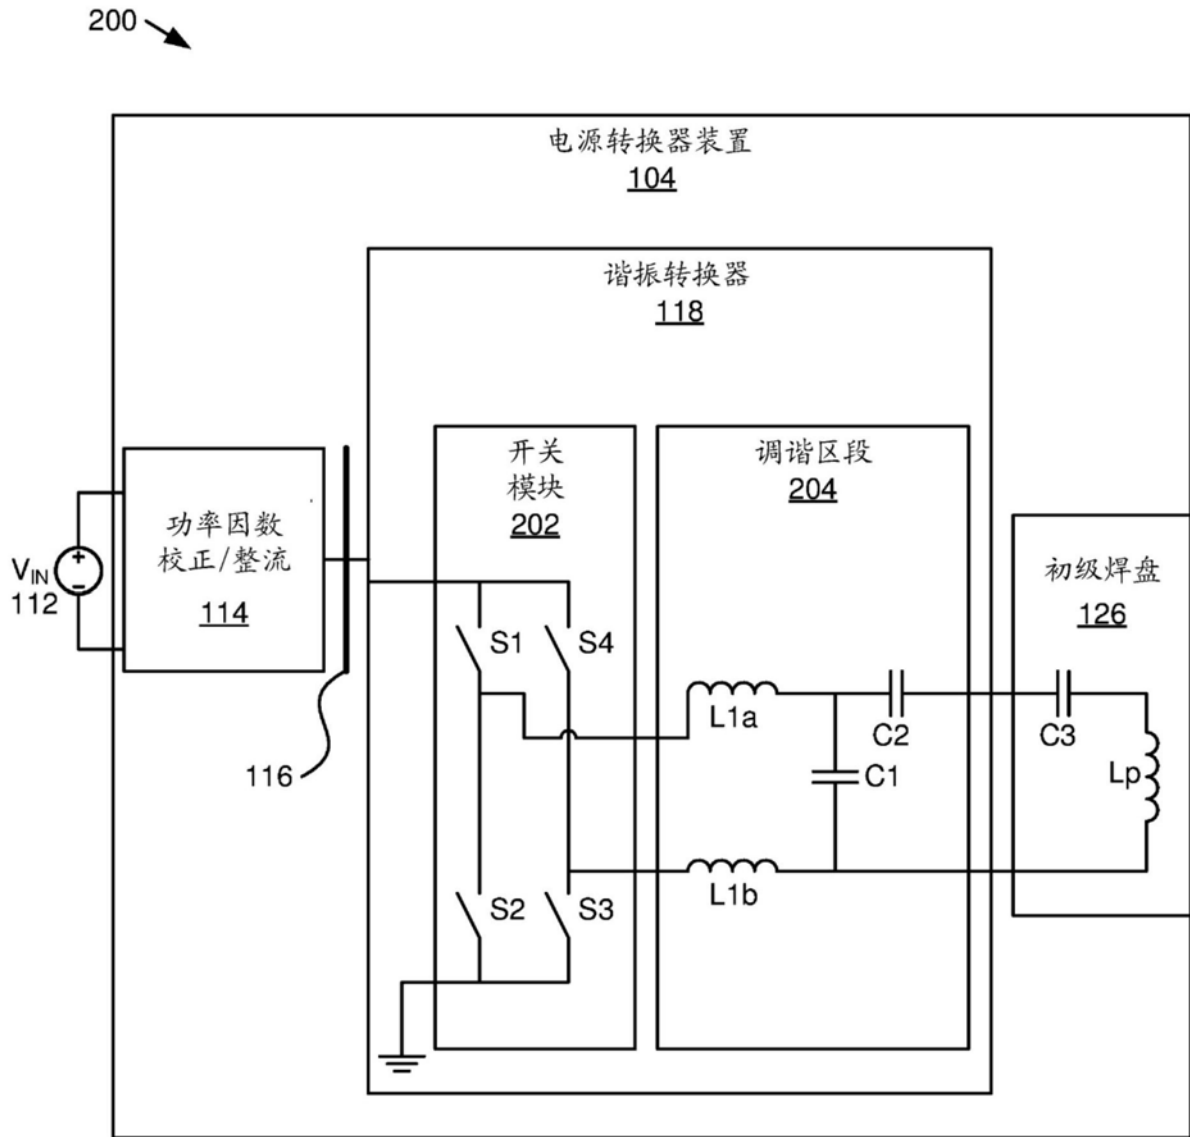 200
电源转换器装置
104
谐振转换器
118
开关
模块
202
调谐区段
204
功率因数
校正/整流
114
初级焊盘
126
VIN
112
116
S1
S4
S2
S3
L1a
L1b
C2
C1
C3
Lp